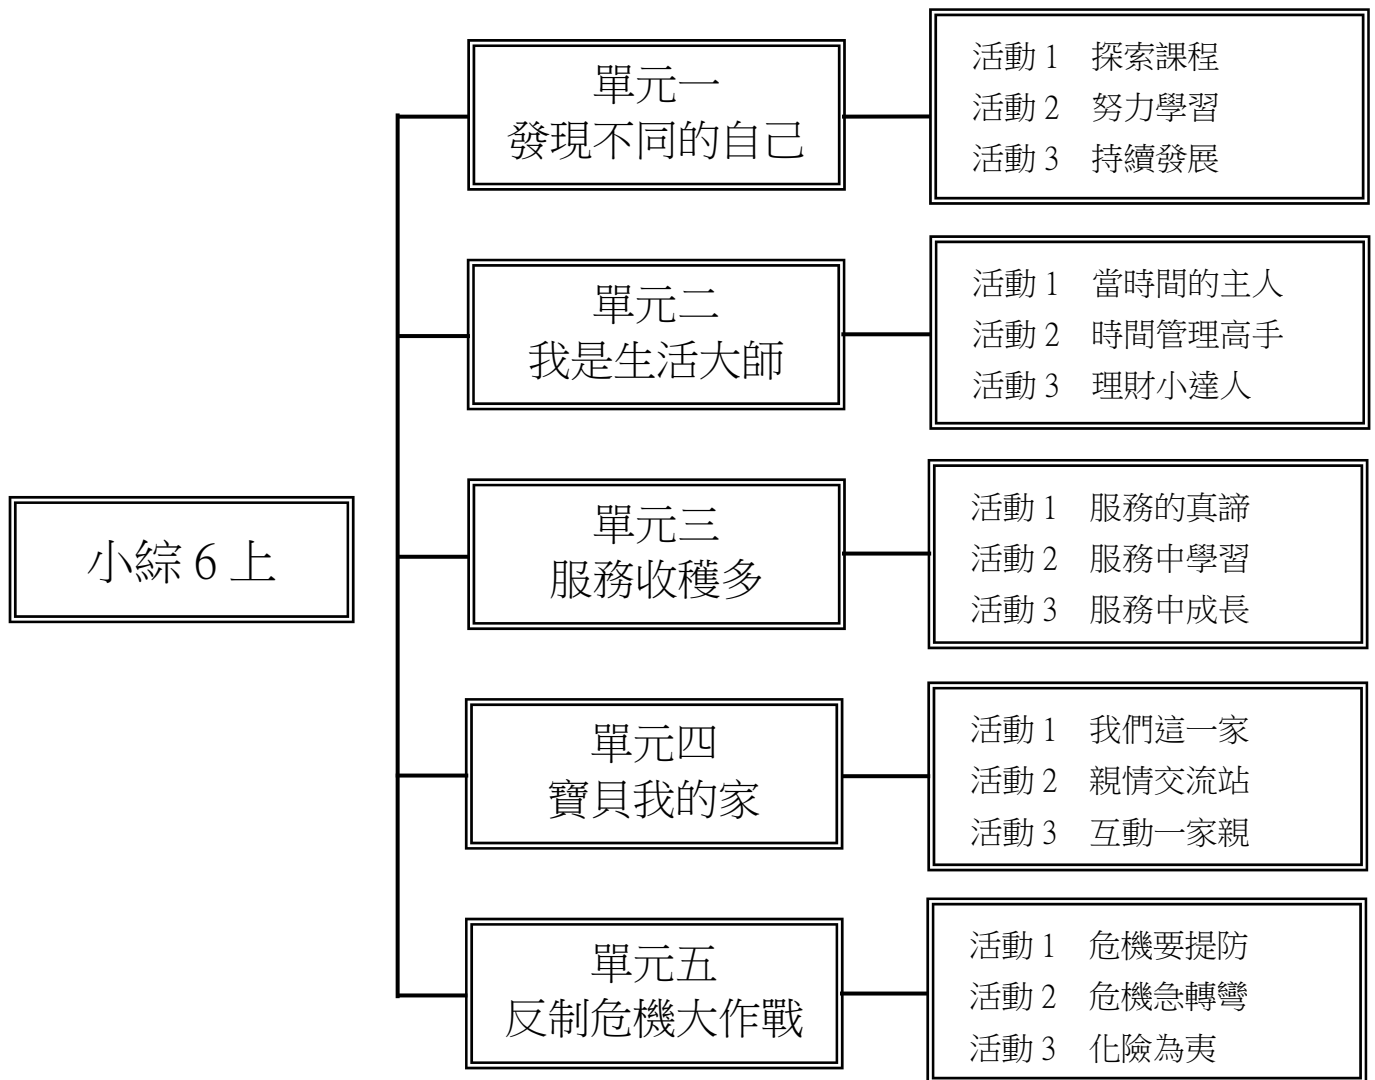 小綜 6 上
單元一
發現不同的自己
活動 1 探索課程
活動 2 努力學習
活動 3 持續發展
單元二
我是生活大師
活動 1 當時間的主人
活動 2 時間管理高手
活動 3 理財小達人
單元三
服務收穫多
活動 1 服務的真諦
活動 2 服務中學習
活動 3 服務中成長
單元四
寶貝我的家
活動 1 我們這一家
活動 2 親情交流站
活動 3 互動一家親
單元五
反制危機大作戰
活動 1 危機要提防
活動 2 危機急轉彎
活動 3 化險為夷